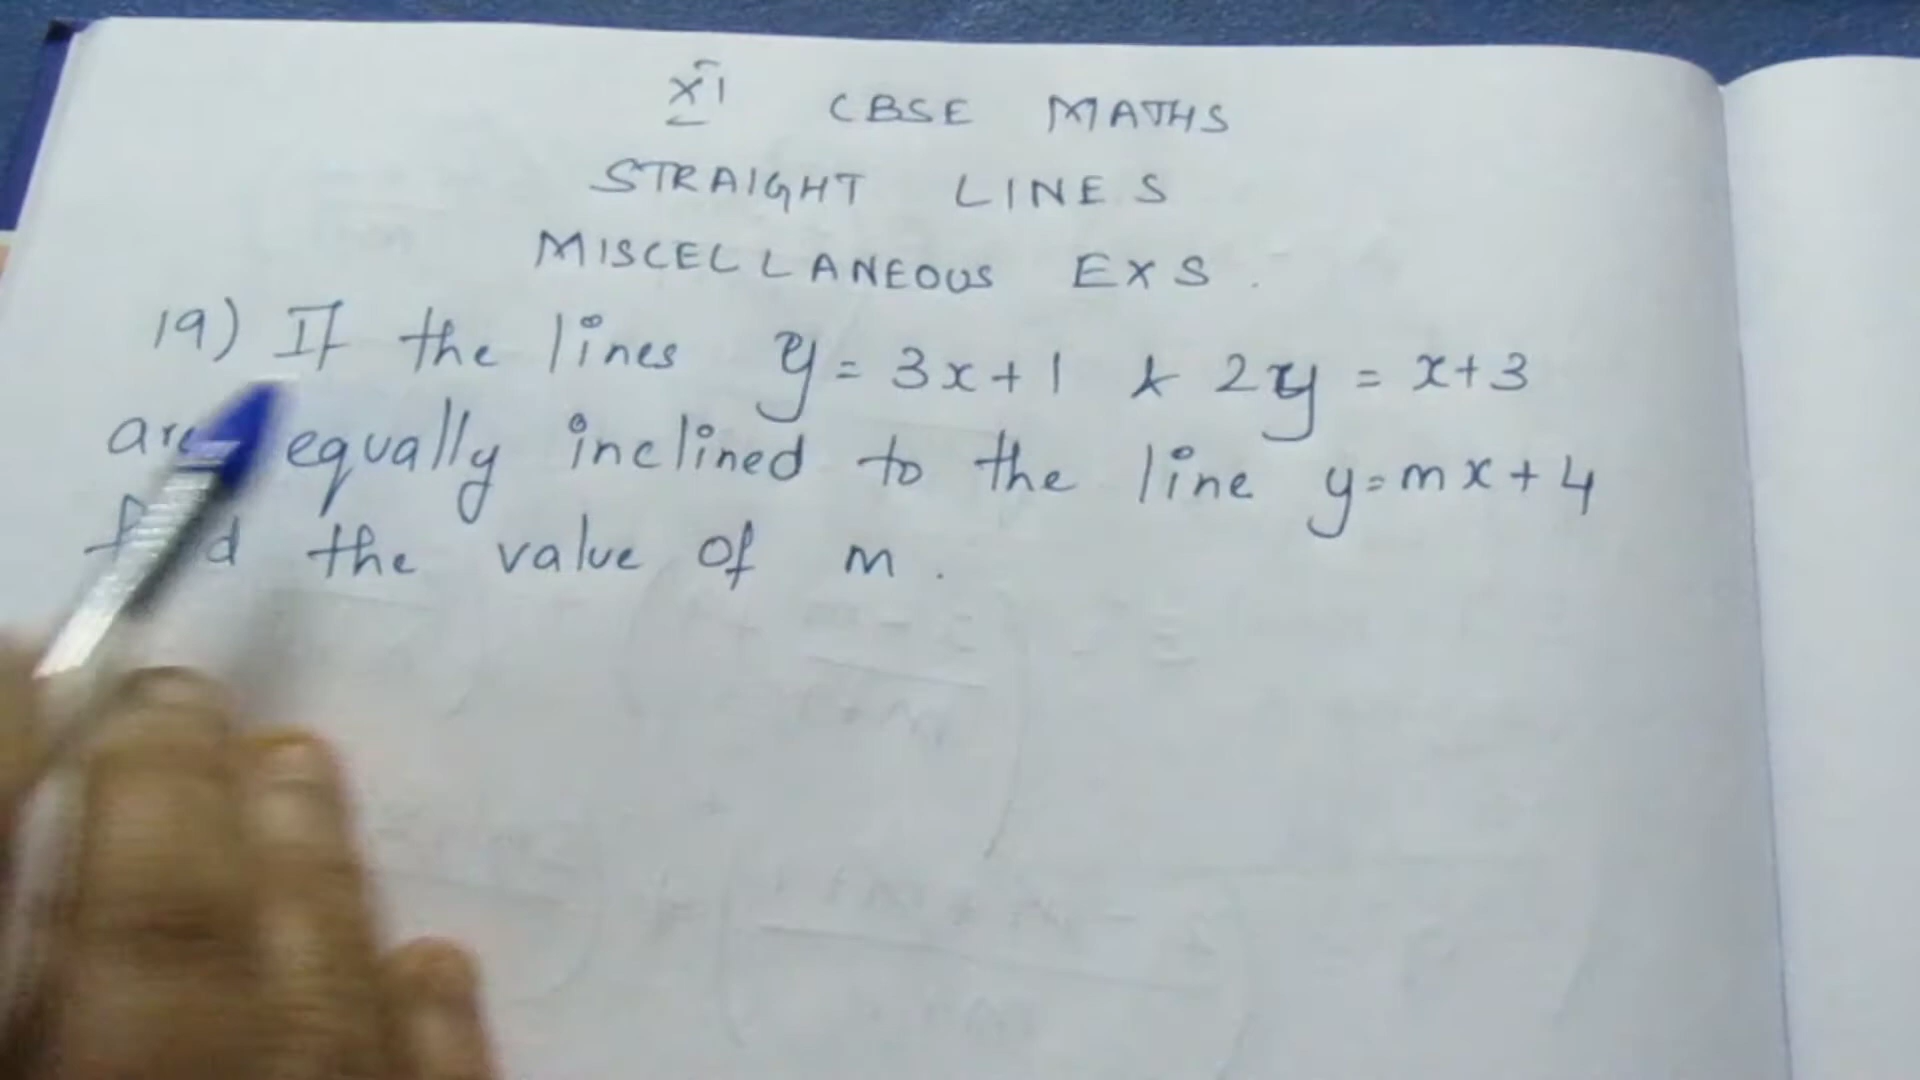 XI CBSE MATHS
STRAIGHT LINES
MISCELLANEOUS EXS.
19) If the lines y = 3x + 1 & 2y = x + 3
are equally inclined to the line y = mx + 4
the value of m.